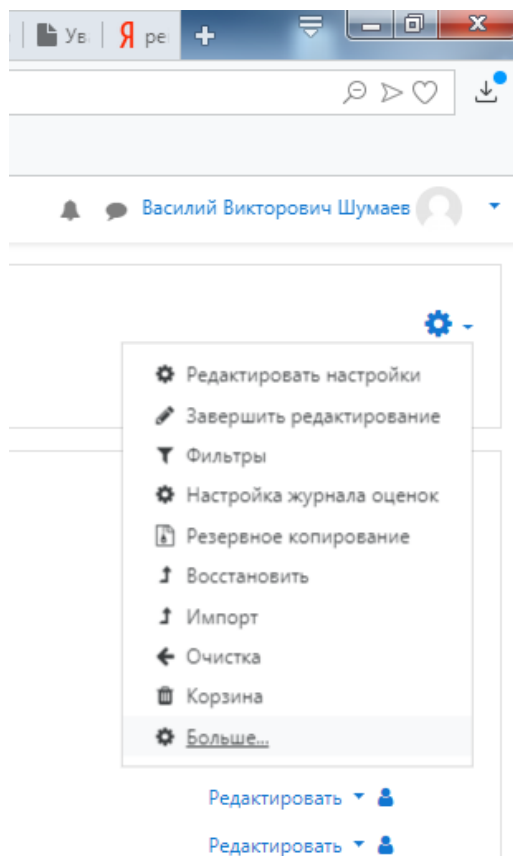 Ув Я ре
Василий Викторович Шумаев
Редактировать настройки
Завершить редактирование
Фильтры
Настройка журнала оценок
Резервное копирование
Восстановить
Импорт
Очистка
Корзина
Больше...
Редактировать
Редактировать